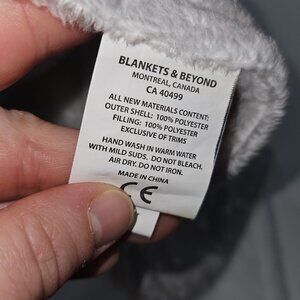 BLANKETS & BEYOND
MONTREAL, CANADA
CA 40499
ALL NEW MATERIALS CONTENT:
OUTER SHELL: 100% POLYESTER
FILLING: 100% POLYESTER
EXCLUSIVE OF TRIMS
HAND WASH IN WARM WATER
WITH MILD SUDS. DO NOT BLEACH.
AIR DRY. DO NOT IRON.
MADE IN CHINA
CE